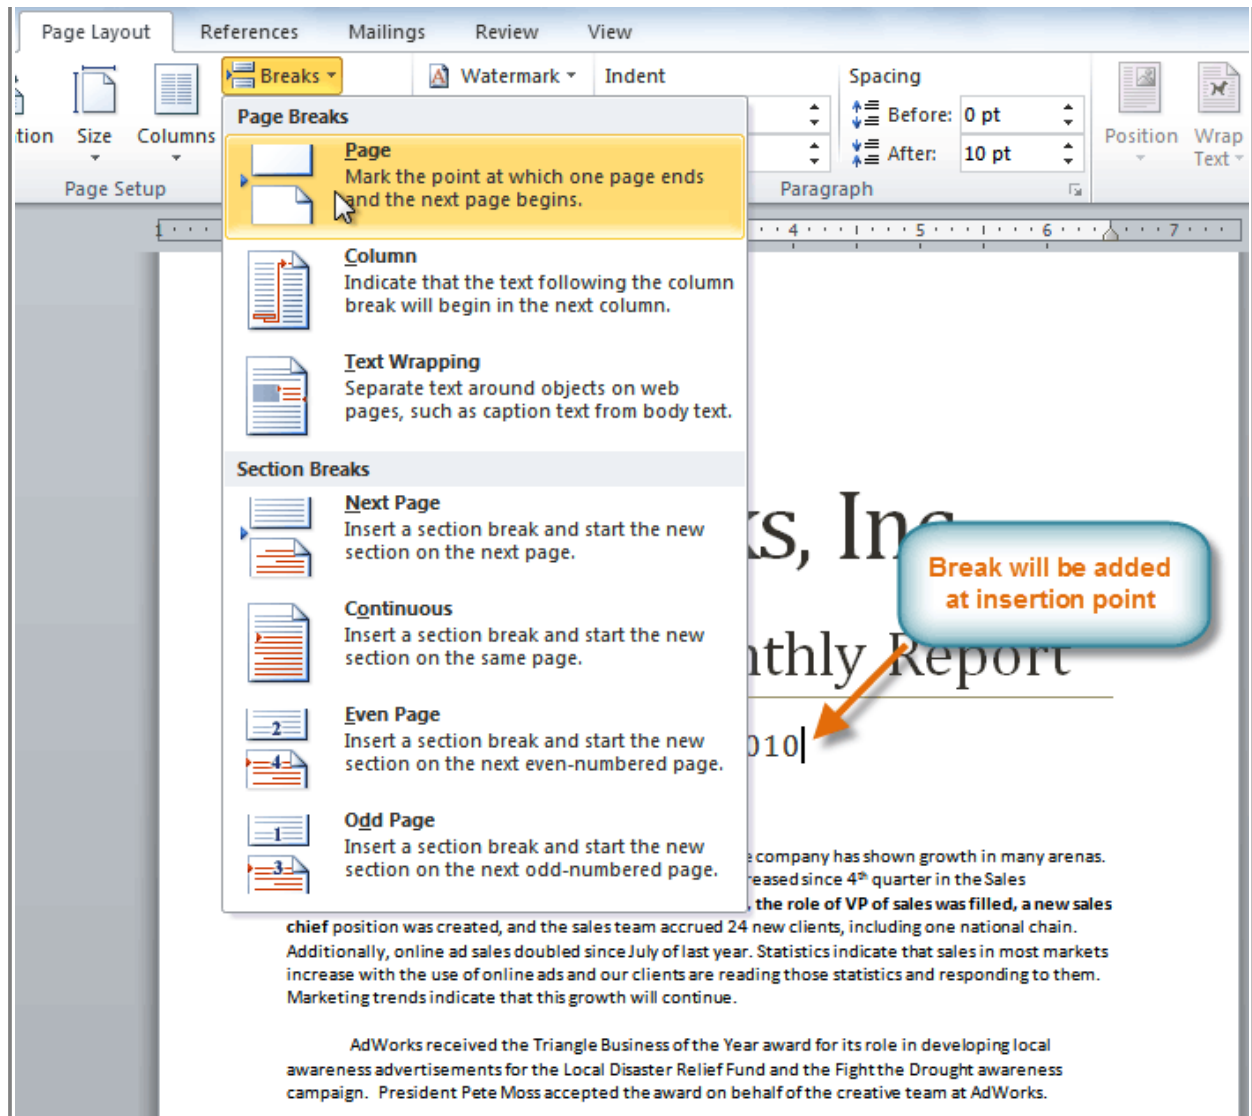 Page Layout References Mailings Review View
Breaks Watermark Indent Spacing
Before: 0 pt
tion Size Columns Position Wrap
After: 10 pt Text
Page Setup Paragraph
Page Breaks
Page
Mark the point at which one page ends
and the next page begins.
1 4 5 6 7
Column
Indicate that the text following the column
break will begin in the next column.
Text Wrapping
Separate text around objects on web
pages, such as caption text from body text.
Section Breaks
Next Page
Insert a section break and start the new
section on the next page.
Continuous
Insert a section break and start the new
section on the same page.
2
4
Even Page
Insert a section break and start the new
section on the next even-numbered page.
1
3
Odd Page
Insert a section break and start the new
section on the next odd-numbered page.
ks, Inc
Break will be added
at insertion point
nthly Report
010
e company has shown growth in many arenas.
reased since 4th quarter in the Sales
, the role of VP of sales was filled, a new sales
chief position was created, and the sales team accrued 24 new clients, including one national chain.
Additionally, online ad sales doubled since July of last year. Statistics indicate that sales in most markets
increase with the use of online ads and our clients are reading those statistics and responding to them.
Marketing trends indicate that this growth will continue.
AdWorks received the Triangle Business of the Year award for its role in developing local
awareness advertisements for the Local Disaster Relief Fund and the Fight the Drought awareness
campaign. President Pete Moss accepted the award on behalf of the creative team at AdWorks.